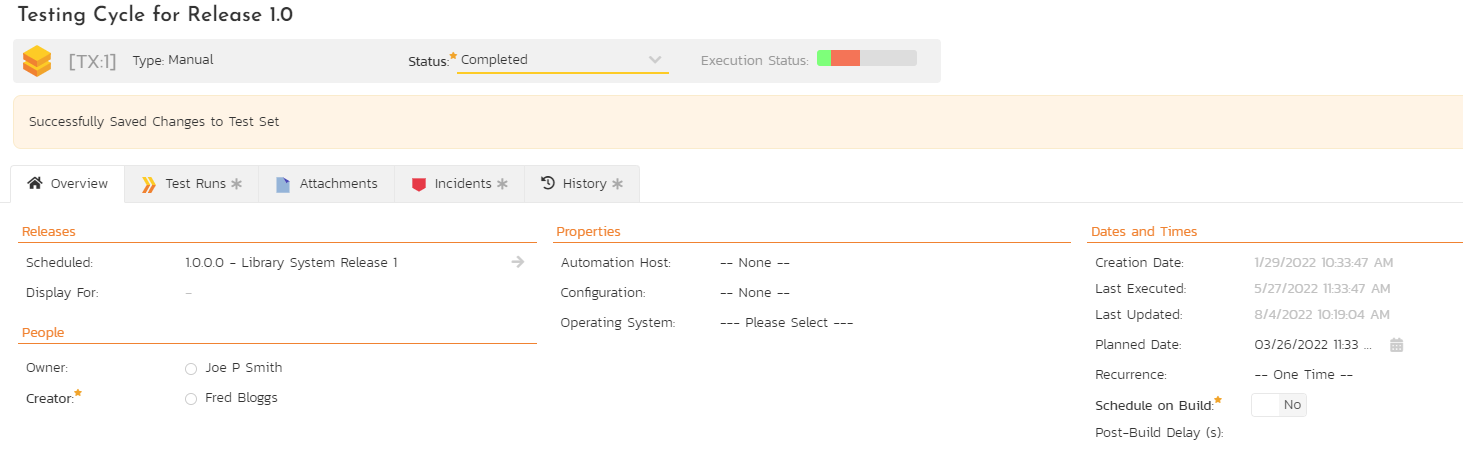 Testing Cycle for Release 1.0
[TX:1] Type: Manual Status: Completed Execution Status:
Successfully Saved Changes to Test Set
Overview Test Runs Attachments Incidents History
Releases
Scheduled: 1.0.0.0 - Library System Release 1
Display For: -
People
Owner: Joe P Smith
Creator: Fred Bloggs
Properties
Automation Host: -- None --
Configuration: -- None --
Operating System: --- Please Select ---
Dates and Times
Creation Date: 1/29/2022 10:33:47 AM
Last Executed: 5/27/2022 11:33:47 AM
Last Updated: 8/4/2022 10:19:04 AM
Planned Date: 03/26/2022 11:33 ...
Recurrence: -- One Time --
Schedule on Build: No
Post-Build Delay (s):